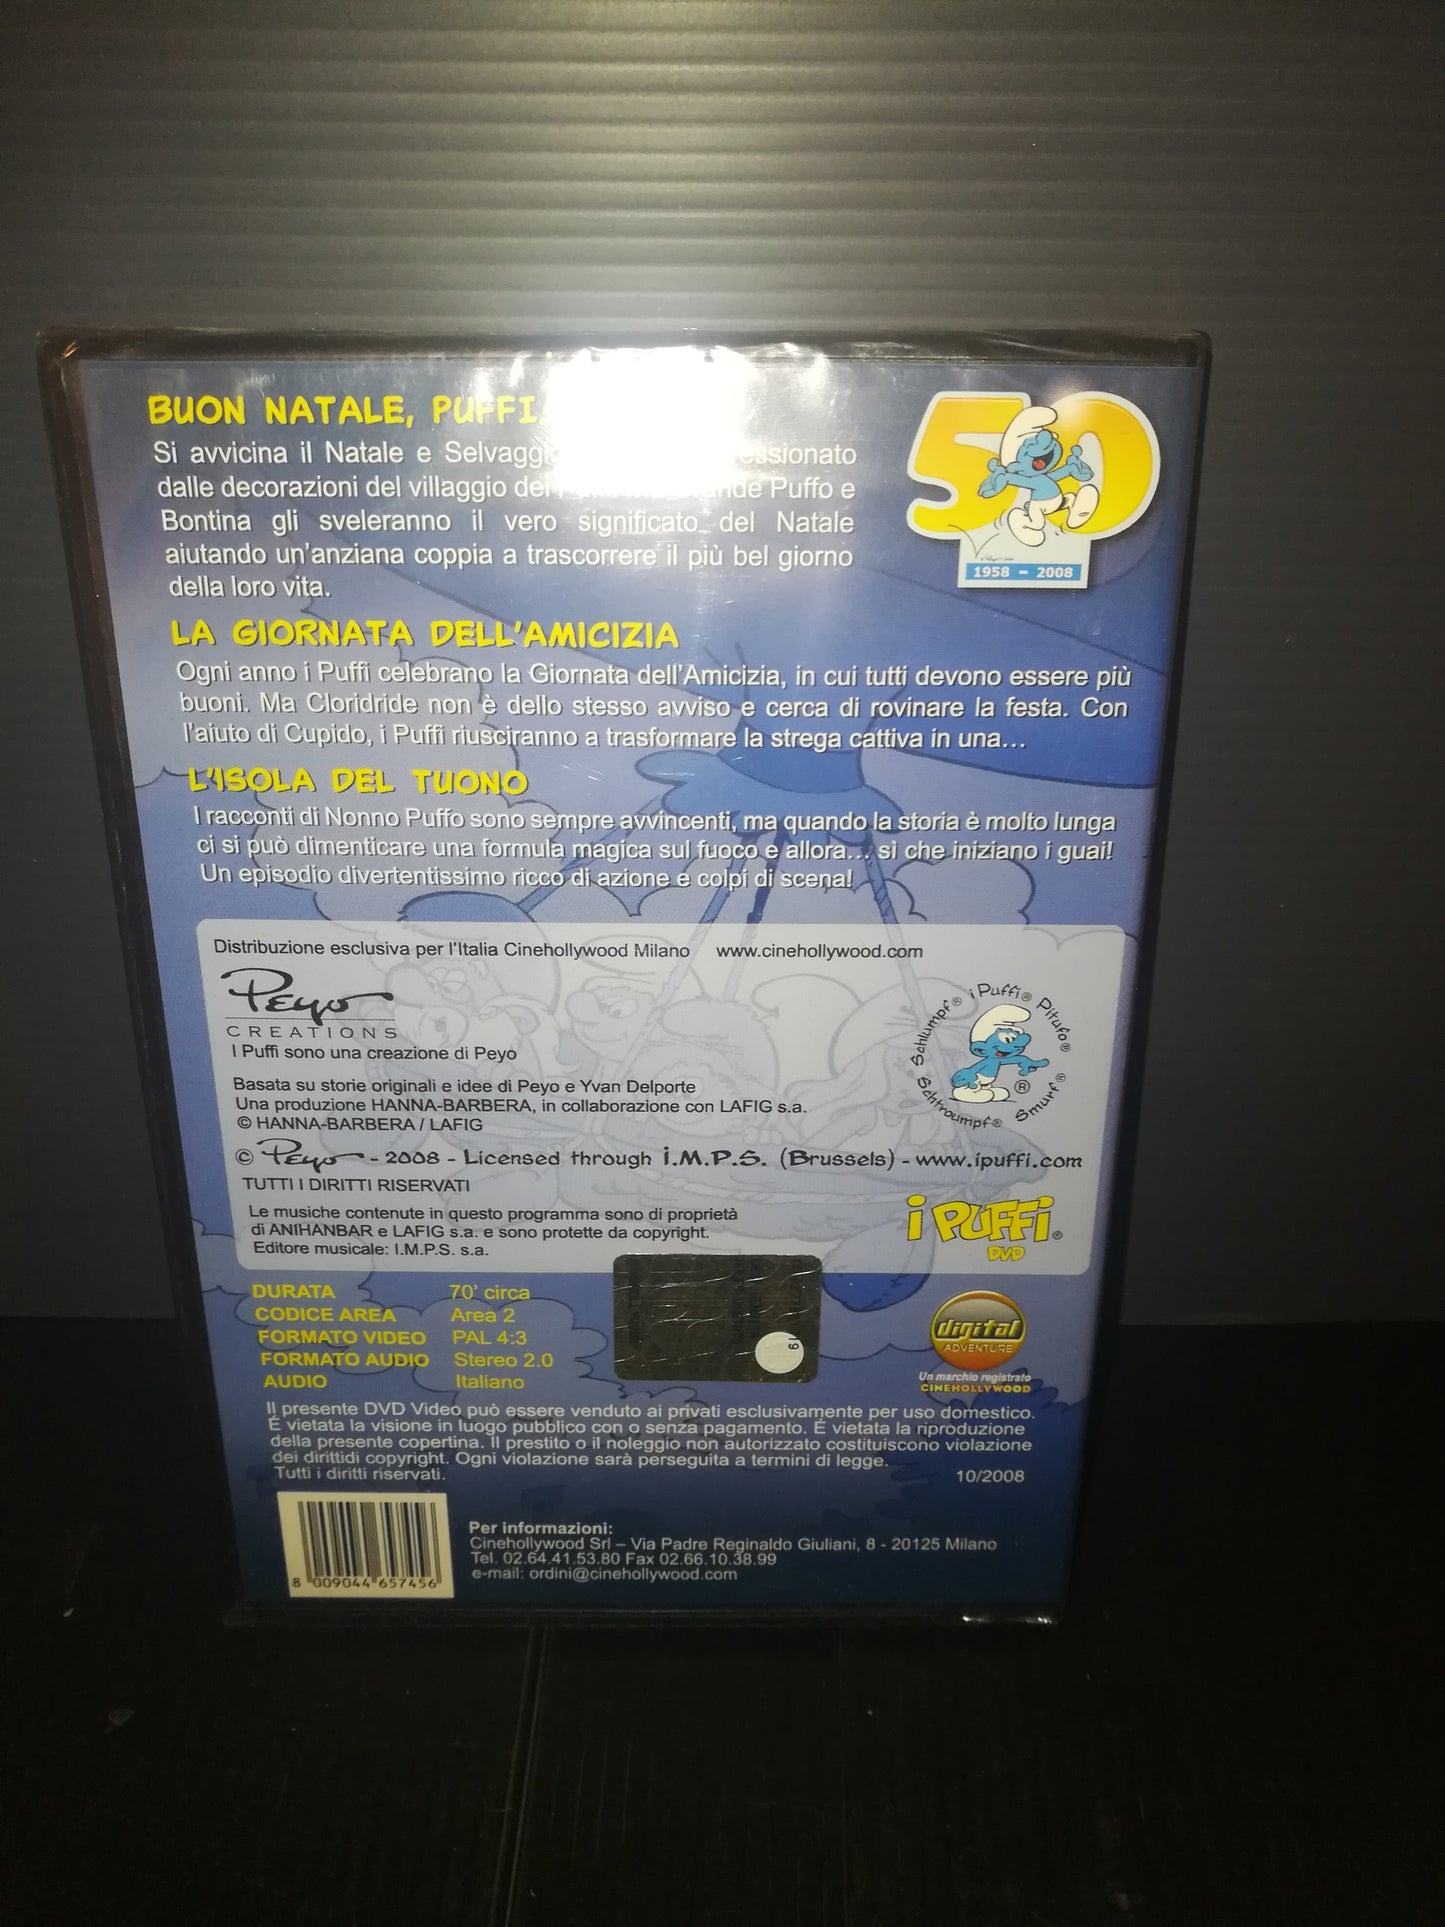 BUON NATALE, PUFFI
Si avvicina il Natale e
dalle decorazioni del villaggio dei Puffo e
Bontina gli sveleranno il vero significato del Natale
aiutando un'anziana coppia a trascorrere il più bel giorno
della loro vita.
50
1958 - 2008
LA GIORNATA DELL'AMICIZIA
Ogni anno i Puffi celebrano la Giornata dell'Amicizia, in cui tutti devono essere più
buoni. Ma Cloridride non è dello stesso avviso e cerca di rovinare la festa. Con
l'aiuto di Cupido, i Puffi riusciranno a trasformare la strega cattiva in una...
L'ISOLA DEL TUONO
I racconti di Nonno Puffo sono sempre avvincenti, ma quando la storia è molto lunga
ci si può dimenticare una formula magica sul fuoco e allora... si che iniziano i guai!
Un episodio divertentissimo ricco di azione e colpi di scena!
Distribuzione esclusiva per l'Italia Cinehollywood Milano www.cinehollywood.com
Peyo
CREATIONS
I Puffi sono una creazione di Peyo
Schlumpf® i Puffi® Pitufo®
Schtroumpf® Smurf®
®
Basata su storie originali e idee di Peyo e Yvan Delporte
Una produzione HANNA-BARBERA, in collaborazione con LAFIG s.a.
© HANNA-BARBERA / LAFIG
© Peyo - 2008 - Licensed through I.M.P.S. (Brussels) - www.ipuffi.com
TUTTI I DIRITTI RISERVATI
Le musiche contenute in questo programma sono di proprietà
di ANIHANBAR e LAFIG s.a. e sono protette da copyright.
Editore musicale: I.M.P.S. s.a.
i PUFFi®
DVD
DURATA 70' circa
CODICE AREA Area 2
FORMATO VIDEO PAL 4:3
FORMATO AUDIO Stereo 2.0
AUDIO Italiano
digital
ADVENTURE
Un marchio registrato
CINEHOLLYWOOD
Il presente DVD Video può essere venduto ai privati esclusivamente per uso domestico.
É vietata la visione in luogo pubblico con o senza pagamento. É vietata la riproduzione
della presente copertina. Il prestito o il noleggio non autorizzato costituiscono violazione
dei dirittidi copyright. Ogni violazione sarà perseguita a termini di legge.
Tutti i diritti riservati. 10/2008
Per informazioni:
Cinehollywood Srl – Via Padre Reginaldo Giuliani, 8 - 20125 Milano
Tel. 02.64.41.53.80 Fax 02.66.10.38.99
e-mail: ordini@cinehollywood.com
8 009044 657456